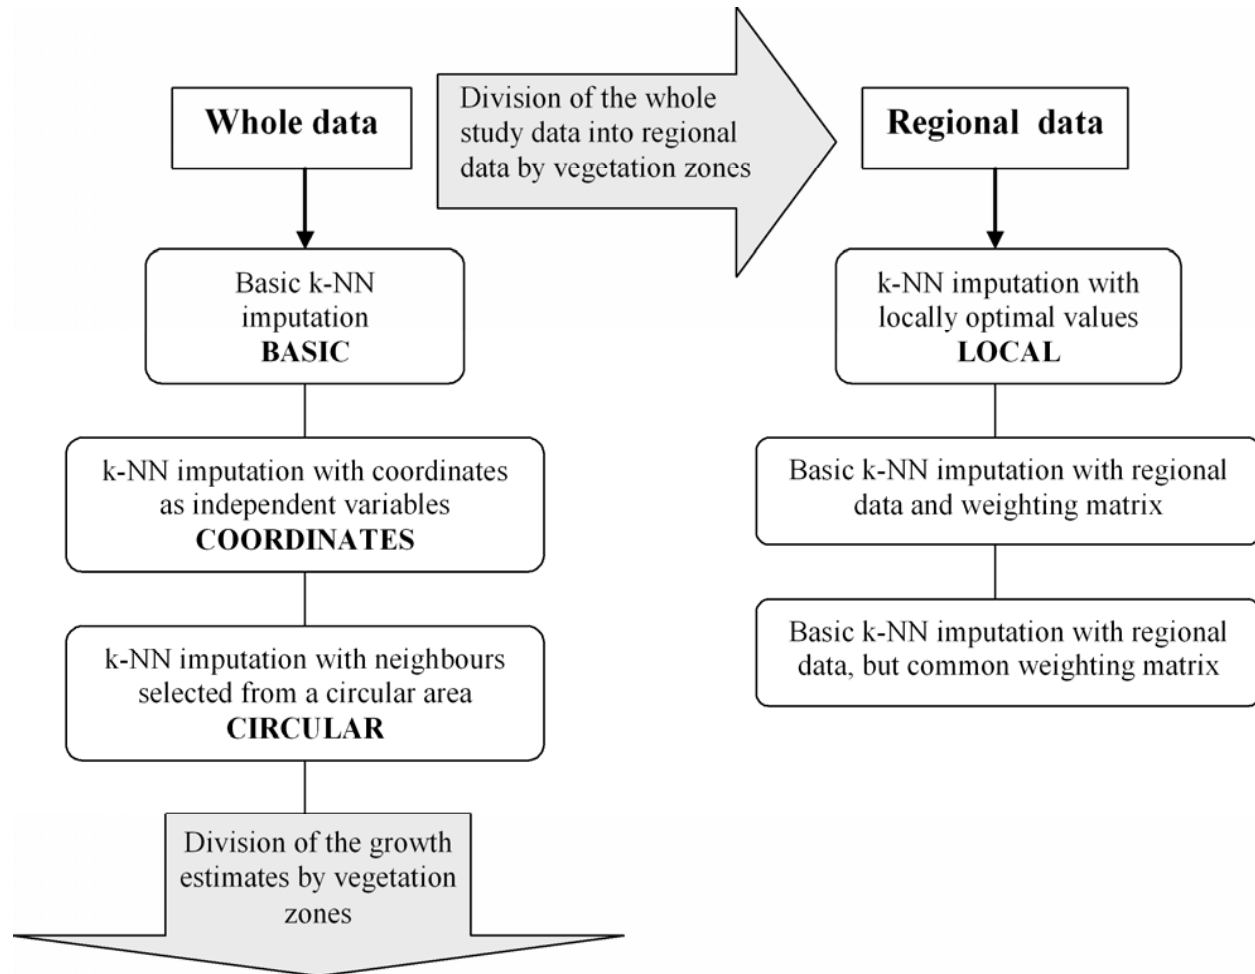 Whole data
Division of the whole
study data into regional
data by vegetation zones
Regional data
Basic k-NN
imputation
BASIC
k-NN imputation with coordinates
as independent variables
COORDINATES
k-NN imputation with neighbours
selected from a circular area
CIRCULAR
Division of the growth
estimates by vegetation
zones
k-NN imputation with
locally optimal values
LOCAL
Basic k-NN imputation with regional
data and weighting matrix
Basic k-NN imputation with regional
data, but common weighting matrix